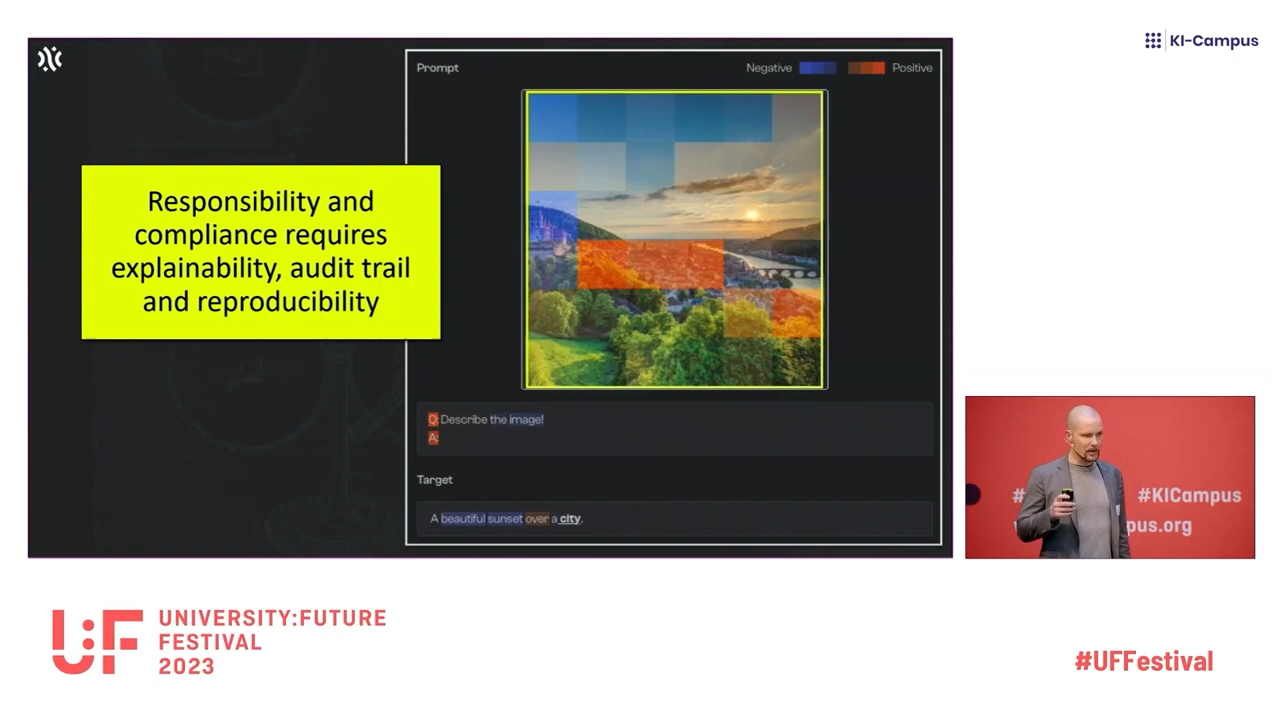 KI-Campus
Prompt
Negative
Positive
Responsibility and
compliance requires
explainability, audit trail
and reproducibility
Q: Describe the image!
A:
Target
A beautiful sunset over a city.
#
#KICampus
pus.org
U:F
UNIVERSITY:FUTURE
FESTIVAL
2023
#UFFestival